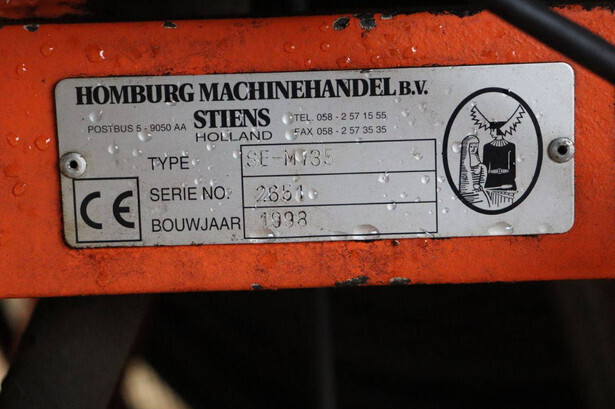 HOMBURG MACHINEHANDEL B.V.
POSTBUS 5 - 9050 AA STIENS TEL. 058 - 2 57 15 55
HOLLAND FAX. 058 - 2 57 35 35
TYPE SE-M135
SERIE NO. 2651
CE BOUWJAAR 1998